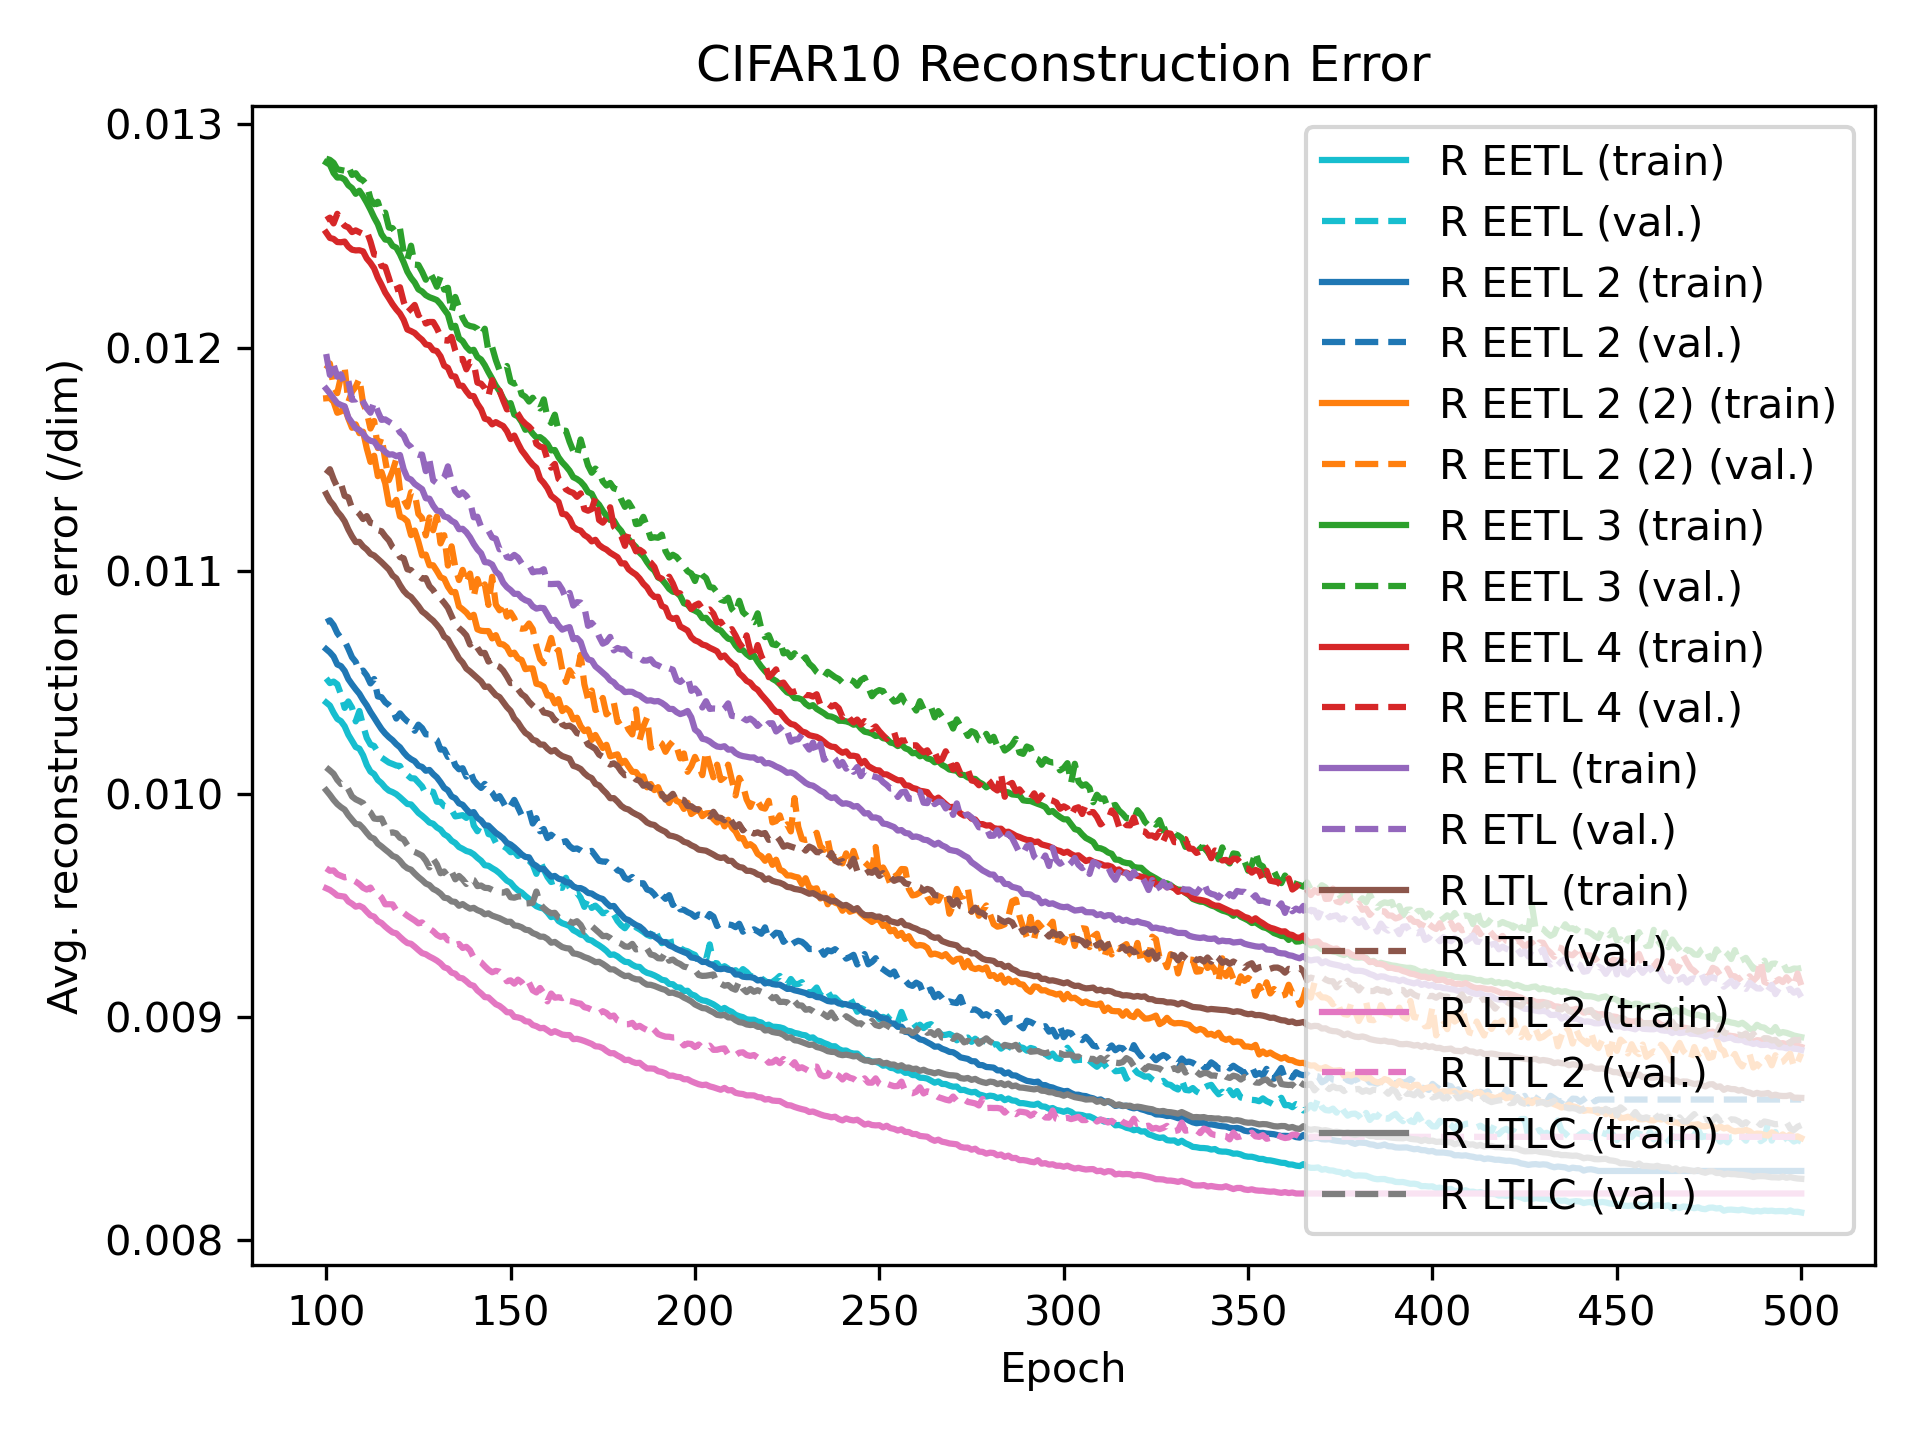 CIFAR10 Reconstruction Error
0.013
0.012
0.011
0.010
0.009
0.008
Avg. reconstruction error (/dim)
R EETL (train)
R EETL (val.)
R EETL 2 (train)
R EETL 2 (val.)
R EETL 2 (2) (train)
R EETL 2 (2) (val.)
R EETL 3 (train)
R EETL 3 (val.)
R EETL 4 (train)
R EETL 4 (val.)
R ETL (train)
R ETL (val.)
R LTL (train)
R LTL (val.)
R LTL 2 (train)
R LTL 2 (val.)
R LTLC (train)
R LTLC (val.)
100 150 200 250 300 350 400 450 500
Epoch